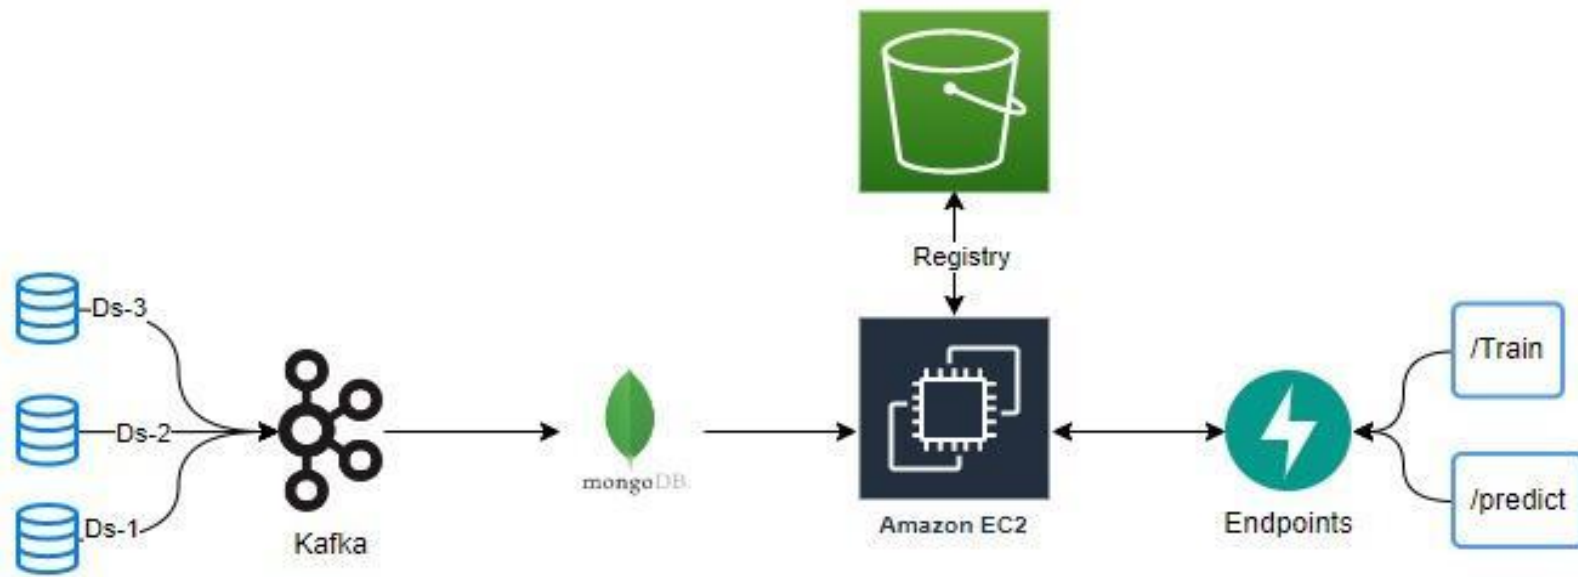 Registry
Ds-3
/Train
Ds-2
mongoDB.
/predict
Ds-1
Amazon EC2
Endpoints
Kafka